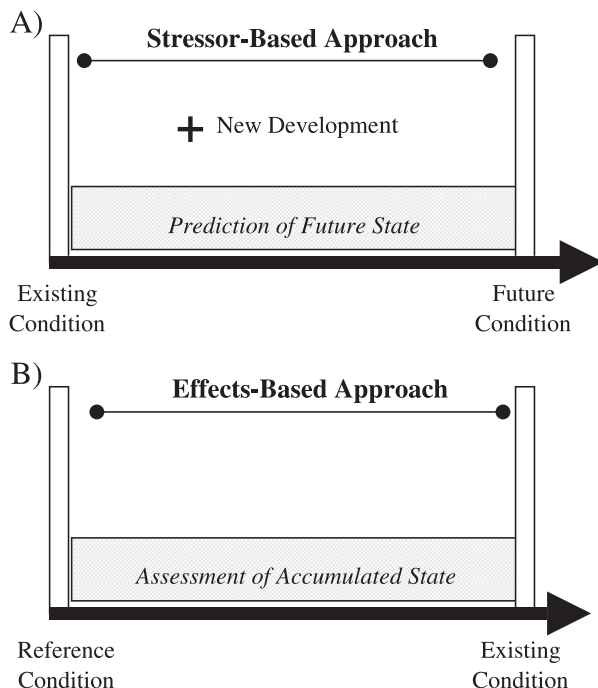 A)
Stressor-Based Approach
+ New Development
Prediction of Future State
Existing
Condition
Future
Condition
B)
Effects-Based Approach
Assessment of Accumulated State
Reference
Condition
Existing
Condition